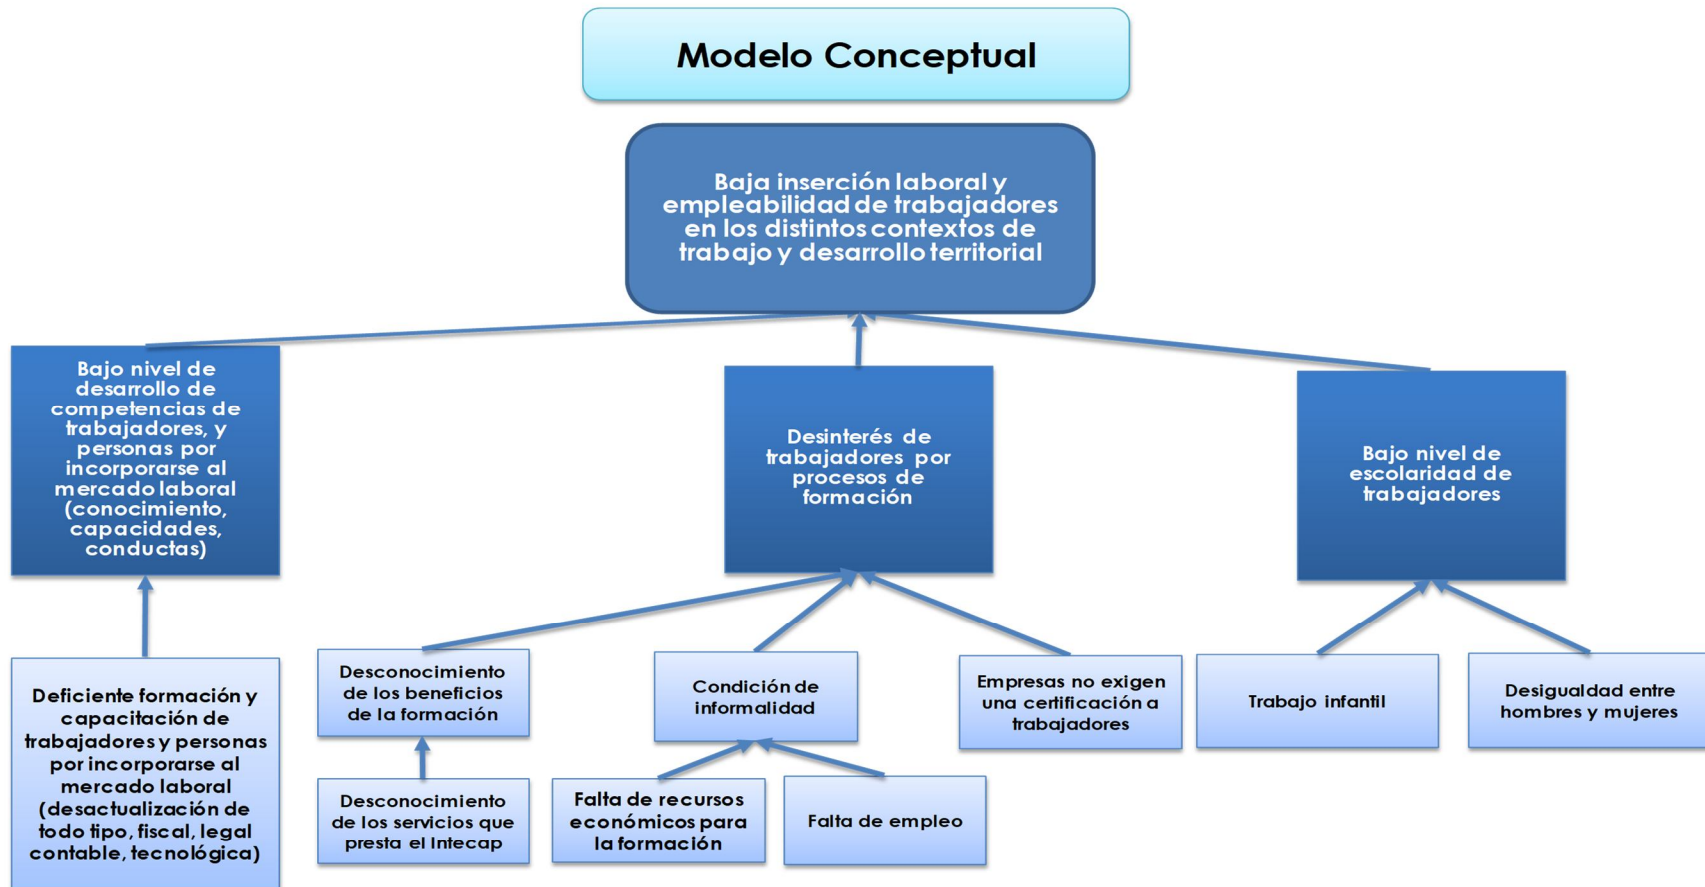 Modelo Conceptual
Baja inserción laboral y
empleabilidad de trabajadores
en los distintos contextos de
trabajo y desarrollo territorial
Bajo nivel de
desarrollo de
competencias de
trabajadores, y
personas por
incorporarse al
mercado laboral
(conocimiento,
capacidades,
conductas)
Desinterés de
trabajadores por
procesos de
formación
Bajo nivel de
escolaridad de
trabajadores
Deficiente formación y
capacitación de
trabajadores y personas
por incorporarse al
mercado laboral
(desactualización de
todo tipo, fiscal, legal
contable, tecnológica)
Desconocimiento
de los beneficios
de la formación
Condición de
informalidad
Empresas no exigen
una certificación a
trabajadores
Trabajo infantil
Desigualdad entre
hombres y mujeres
Desconocimiento
de los servicios que
presta el Intecap
Falta de recursos
económicos para
la formación
Falta de empleo